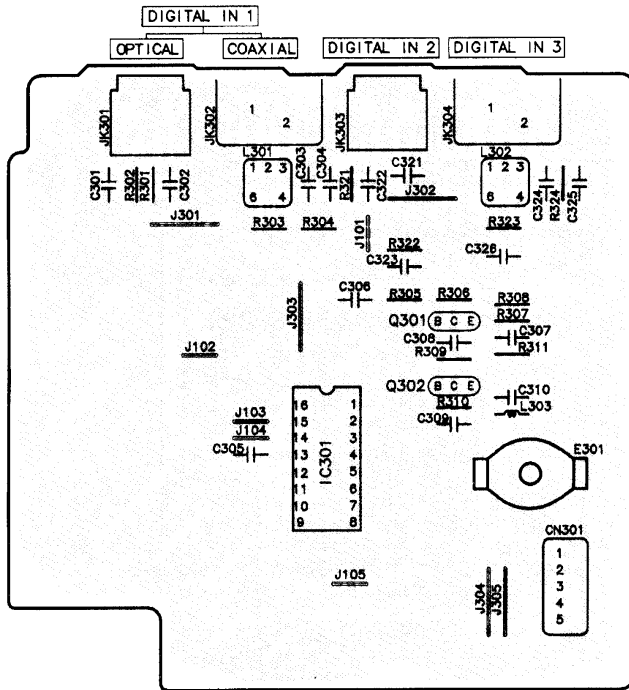 DIGITAL IN 1
OPTICAL
COAXIAL
DIGITAL IN 2
DIGITAL IN 3
JK301
JK302
1
2
JK303
JK304
1
2
L301
1 2 3
6 4
L302
1 2 3
6 4
C301
R302
R301
C302
C303
C304
R321
C322
C321
J302
C324
R324
C325
J301
R303
R304
J101
R323
R322
C323
C326
J303
C306
R305
R306
R308
R307
Q301
B C E
C308
C307
R309
R311
J102
Q302
B C E
C310
R310
L303
C309
J103
J104
C305
IC301
16 1
15 2
14 3
13 4
12 5
11 6
10 7
9 8
E301
CN301
1
2
3
4
5
J105
J304
J305